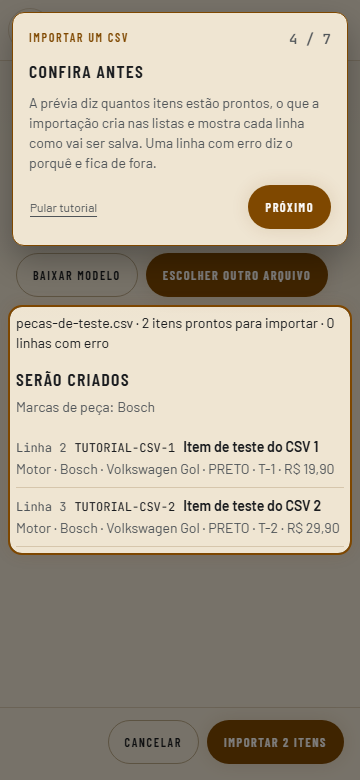 IMPORTAR UM CSV
4 / 7
CONFIRA ANTES
A prévia diz quantos itens estão prontos, o que a
importação cria nas listas e mostra cada linha
como vai ser salva. Uma linha com erro diz o
porquê e fica de fora.
Pular tutorial
PRÓXIMO
BAIXAR MODELO
ESCOLHER OUTRO ARQUIVO
pecas-de-teste.csv · 2 itens prontos para importar · 0
linhas com erro
SERÃO CRIADOS
Marcas de peça: Bosch
Linha 2 TUTORIAL-CSV-1 Item de teste do CSV 1
Motor · Bosch · Volkswagen Gol · PRETO · T-1 · R$ 19,90
Linha 3 TUTORIAL-CSV-2 Item de teste do CSV 2
Motor · Bosch · Volkswagen Gol · PRETO · T-2 · R$ 29,90
CANCELAR
IMPORTAR 2 ITENS